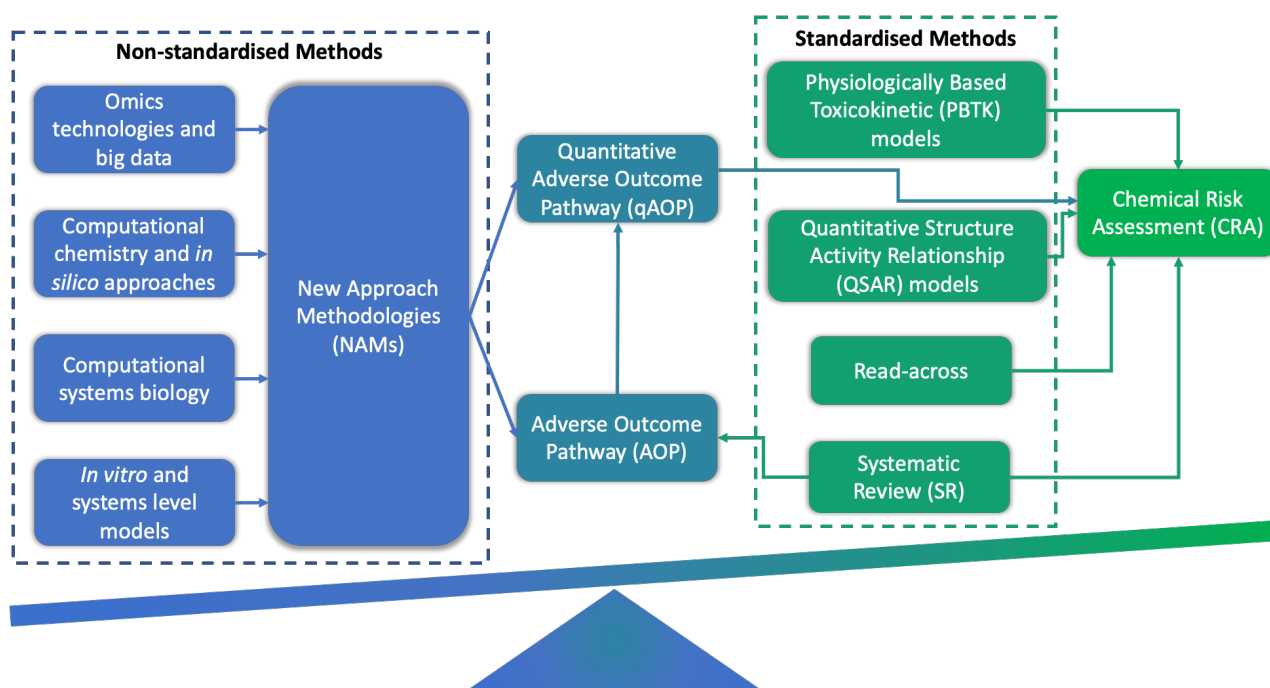 Non-standardised Methods
Omics
technologies and
big data
Computational
chemistry and in
silico approaches
Computational
systems biology
In vitro and
systems level
models
New Approach
Methodologies
(NAMs)
Quantitative
Adverse Outcome
Pathway (qAOP)
Adverse Outcome
Pathway (AOP)
Standardised Methods
Physiologically Based
Toxicokinetic (PBTK)
models
Quantitative Structure
Activity Relationship
(QSAR) models
Read-across
Systematic
Review (SR)
Chemical Risk
Assessment (CRA)